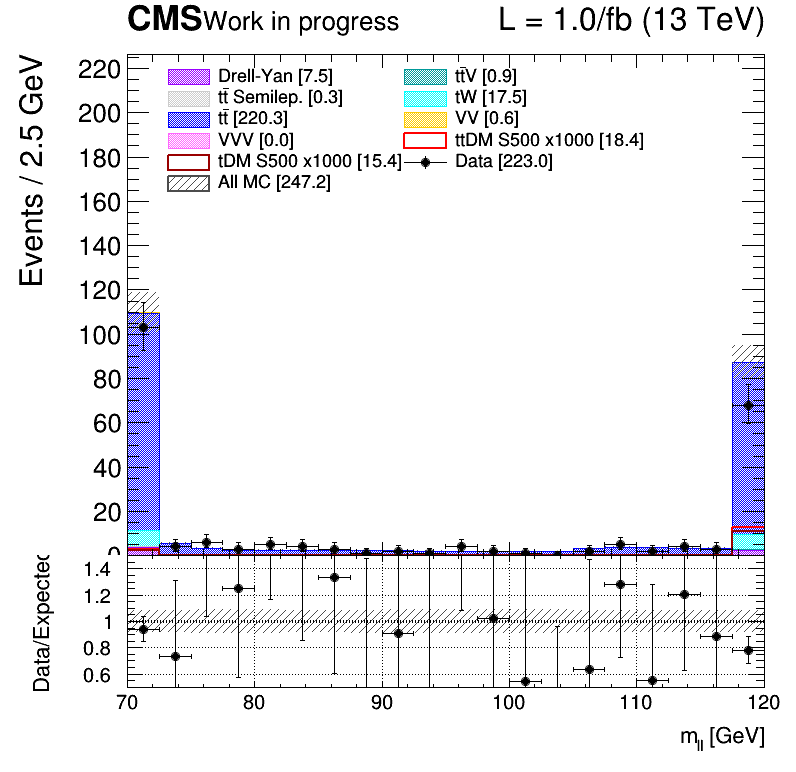 CMS Work in progress L = 1.0/fb (13 TeV)
Events / 2.5 GeV
220
200
180
160
140
120
100
80
60
40
20
0
Drell-Yan [7.5] tt̄V [0.9]
tt̄ Semilep. [0.3] tW [17.5]
tt̄ [220.3] VV [0.6]
VVV [0.0] ttDM S500 x1000 [18.4]
tDM S500 x1000 [15.4] Data [223.0]
All MC [247.2]
Data/Expected
1.4
1.2
1
0.8
0.6
70 80 90 100 110 120
m_ll [GeV]